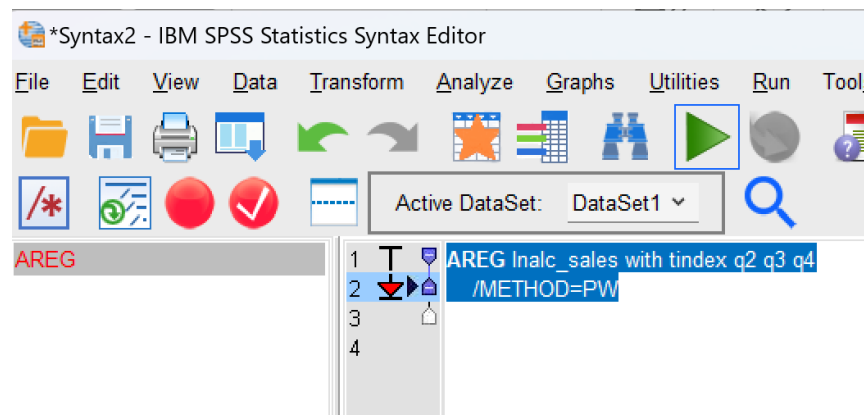 *Syntax2 - IBM SPSS Statistics Syntax Editor
File Edit View Data Transform Analyze Graphs Utilities Run Tool
/* Active DataSet: DataSet1
AREG
1 AREG lnalc_sales with tindex q2 q3 q4
2 /METHOD=PW
3
4